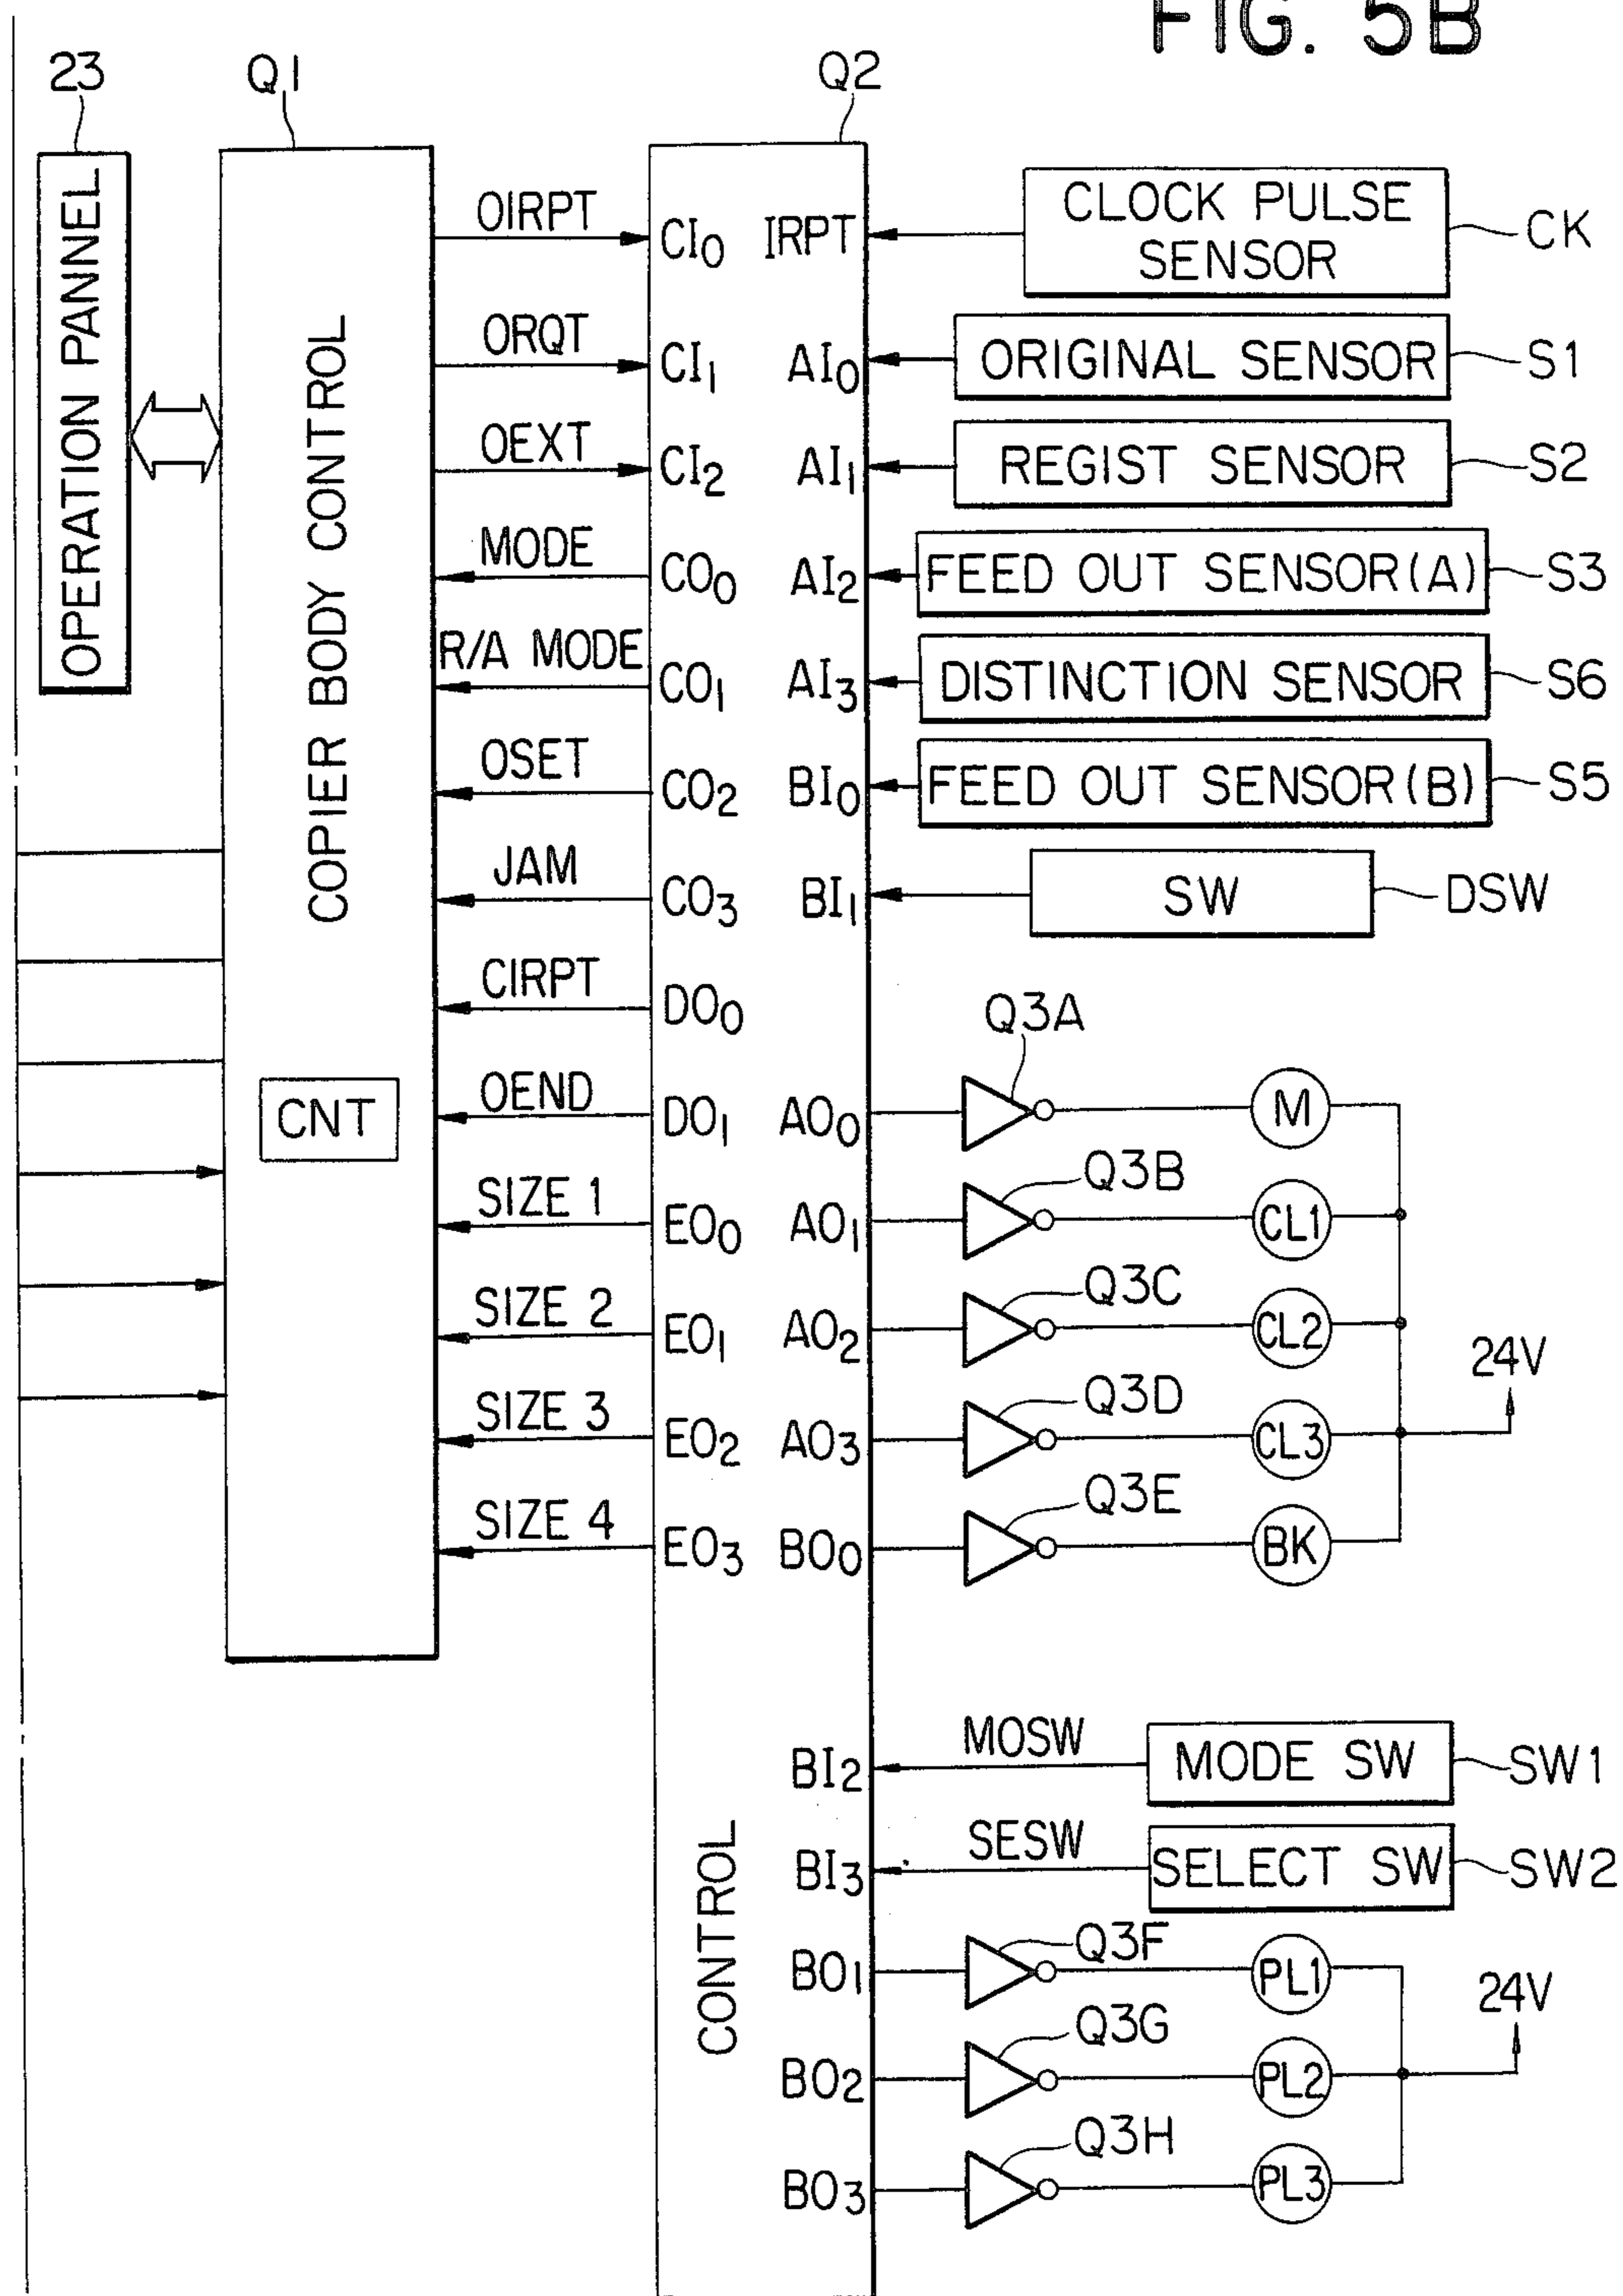 FIG. 5B
23
Q1
Q2
OPERATION PANNEL
COPIER BODY CONTROL
CNT
OIRPT
ORQT
OEXT
MODE
R/A MODE
OSET
JAM
CIRPT
OEND
SIZE 1
SIZE 2
SIZE 3
SIZE 4
CI0
CI1
CI2
CO0
CO1
CO2
CO3
DO0
DO1
EO0
EO1
EO2
EO3
CONTROL
IRPT
CLOCK PULSE
SENSOR
CK
AI0
ORIGINAL SENSOR
S1
AI1
REGIST SENSOR
S2
AI2
FEED OUT SENSOR(A)
S3
AI3
DISTINCTION SENSOR
S6
BI0
FEED OUT SENSOR(B)
S5
BI1
SW
DSW
Q3A
AO0
M
Q3B
AO1
CL1
Q3C
AO2
CL2
24V
Q3D
AO3
CL3
Q3E
BO0
BK
BI2
MOSW
MODE SW
SW1
BI3
SESW
SELECT SW
SW2
Q3F
BO1
PL1
24V
Q3G
BO2
PL2
Q3H
BO3
PL3